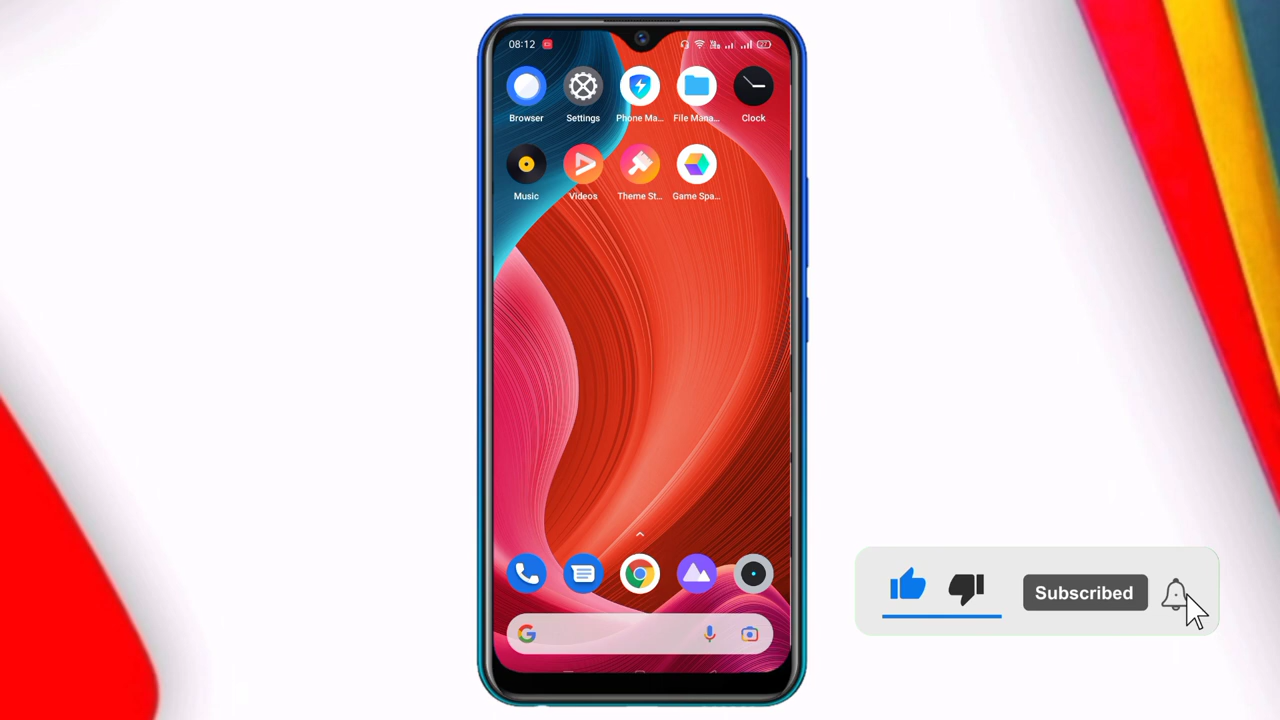 08:12
Browser
Settings
Phone Ma...
File Mana...
Clock
Music
Videos
Theme St...
Game Spa...
Subscribed